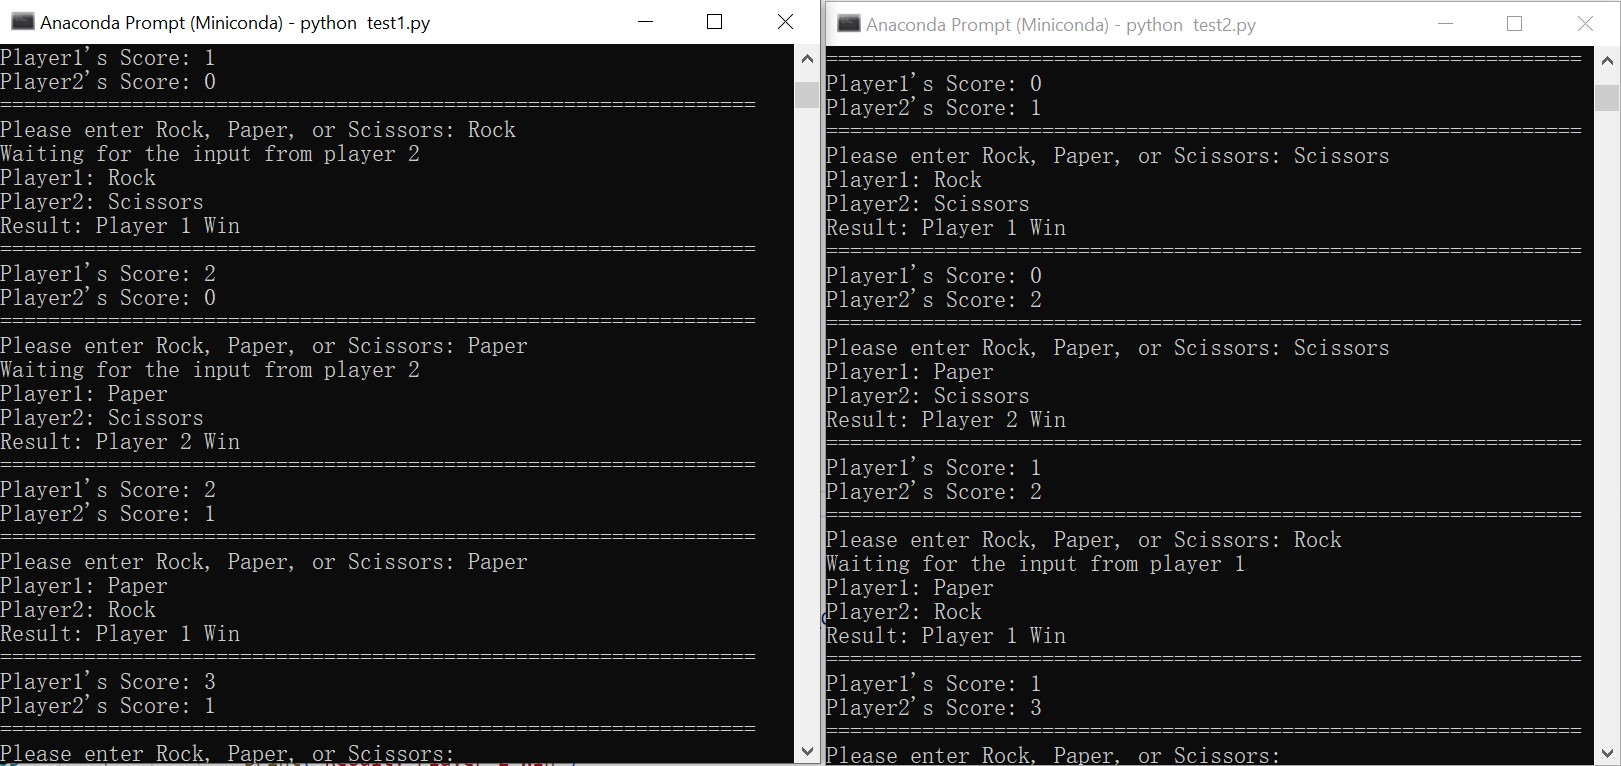 Anaconda Prompt (Miniconda) - python  test1.py
Player1's Score: 1
Player2's Score: 0
===============================================================
Please enter Rock, Paper, or Scissors: Rock
Waiting for the input from player 2
Player1: Rock
Player2: Scissors
Result: Player 1 Win
===============================================================
Player1's Score: 2
Player2's Score: 0
===============================================================
Please enter Rock, Paper, or Scissors: Paper
Waiting for the input from player 2
Player1: Paper
Player2: Scissors
Result: Player 2 Win
===============================================================
Player1's Score: 2
Player2's Score: 1
===============================================================
Please enter Rock, Paper, or Scissors: Paper
Player1: Paper
Player2: Rock
Result: Player 1 Win
===============================================================
Player1's Score: 3
Player2's Score: 1
===============================================================
Please enter Rock, Paper, or Scissors:
Anaconda Prompt (Miniconda) - python  test2.py
===============================================================
Player1's Score: 0
Player2's Score: 1
===============================================================
Please enter Rock, Paper, or Scissors: Scissors
Player1: Rock
Player2: Scissors
Result: Player 1 Win
===============================================================
Player1's Score: 0
Player2's Score: 2
===============================================================
Please enter Rock, Paper, or Scissors: Scissors
Player1: Paper
Player2: Scissors
Result: Player 2 Win
===============================================================
Player1's Score: 1
Player2's Score: 2
===============================================================
Please enter Rock, Paper, or Scissors: Rock
Waiting for the input from player 1
Player1: Paper
Player2: Rock
Result: Player 1 Win
===============================================================
Player1's Score: 1
Player2's Score: 3
===============================================================
Please enter Rock, Paper, or Scissors: